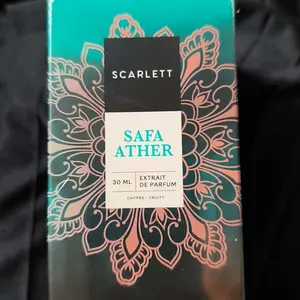 SCARLETT
SAFA
ATHER
30 ML
EXTRAIT
DE PARFUM
CHYPRE - FRUITY